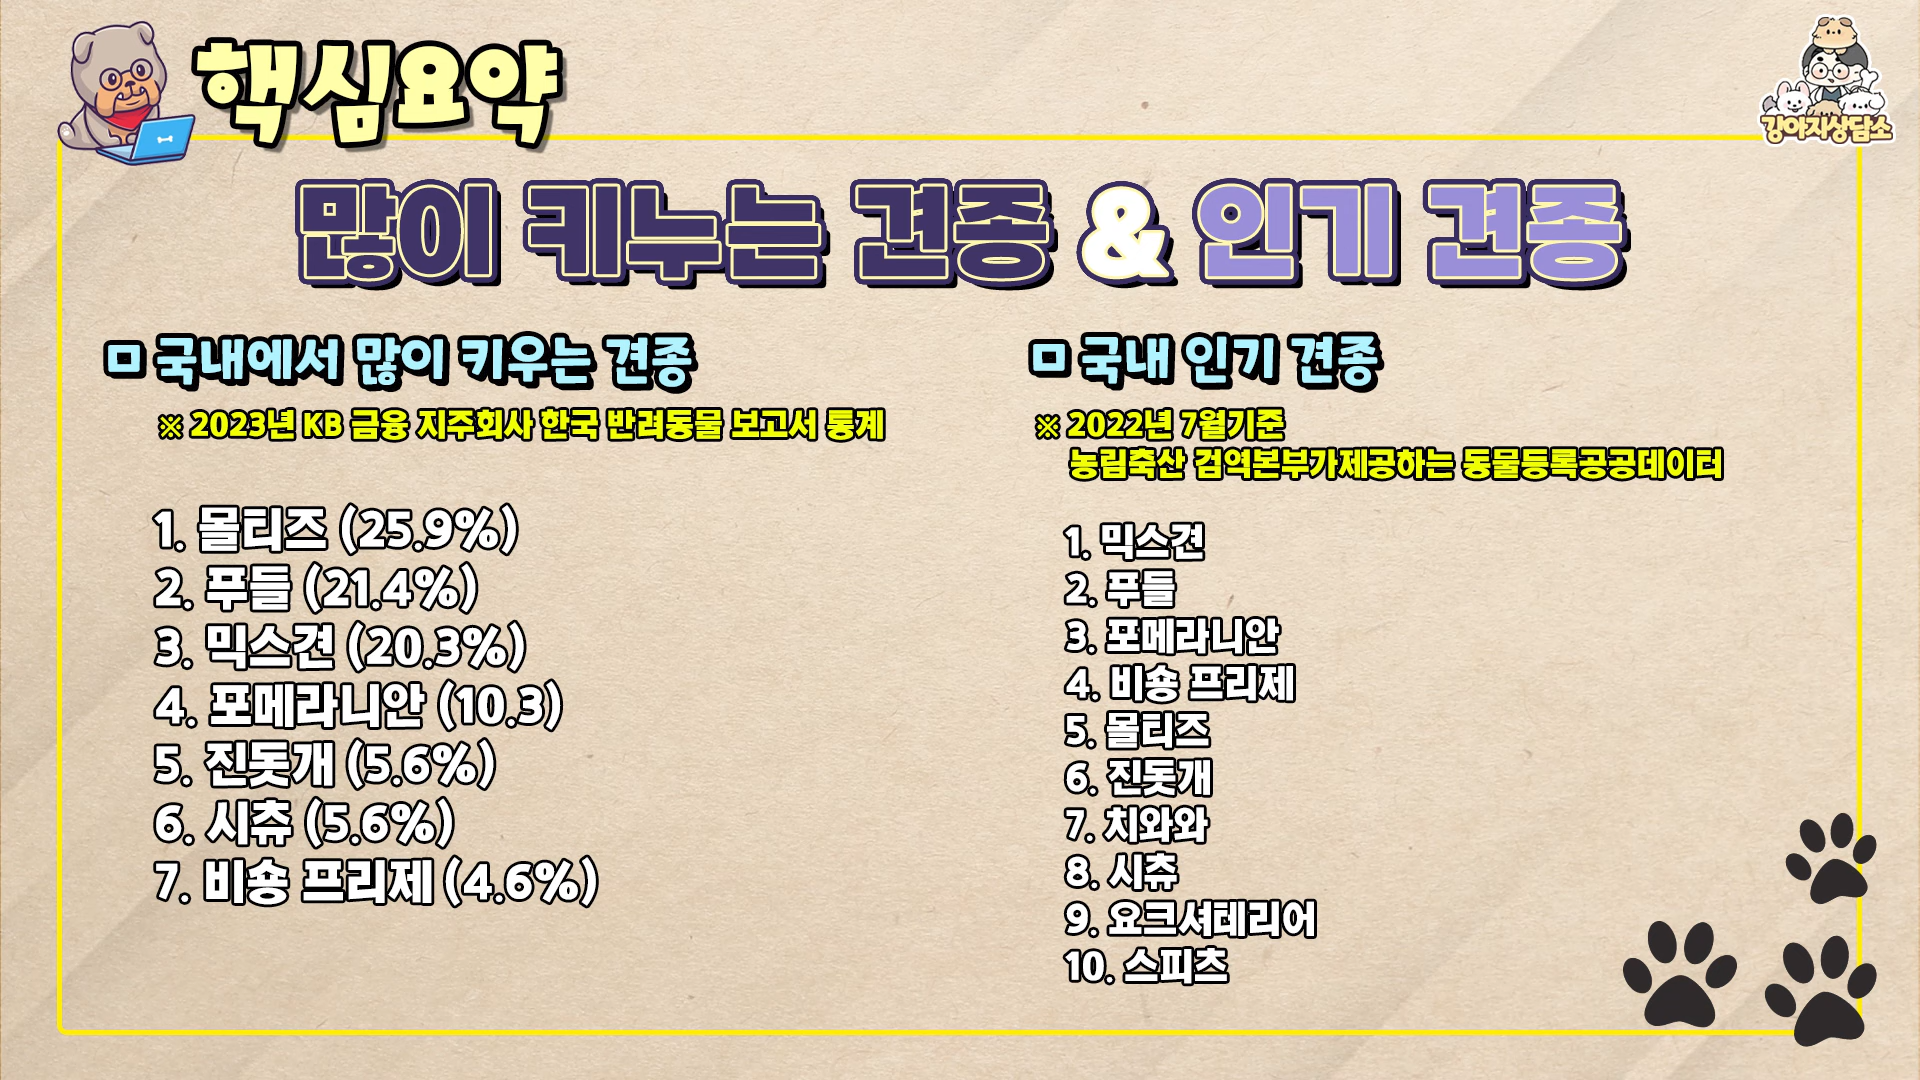 핵심요약
강아지상담소
많이 키누는 견종 & 인기 견종
ㅁ 국내에서 많이 키우는 견종
※ 2023년 KB 금융 지주회사 한국 반려동물 보고서 통계
1. 몰티즈 (25.9%)
2. 푸들 (21.4%)
3. 믹스견 (20.3%)
4. 포메라니안 (10.3)
5. 진돗개 (5.6%)
6. 시츄 (5.6%)
7. 비숑 프리제 (4.6%)
ㅁ 국내 인기 견종
※ 2022년 7월기준
농림축산 검역본부가제공하는 동물등록공공데이터
1. 믹스견
2. 푸들
3. 포메라니안
4. 비숑 프리제
5. 몰티즈
6. 진돗개
7. 치와와
8. 시츄
9. 요크셔테리어
10. 스피츠